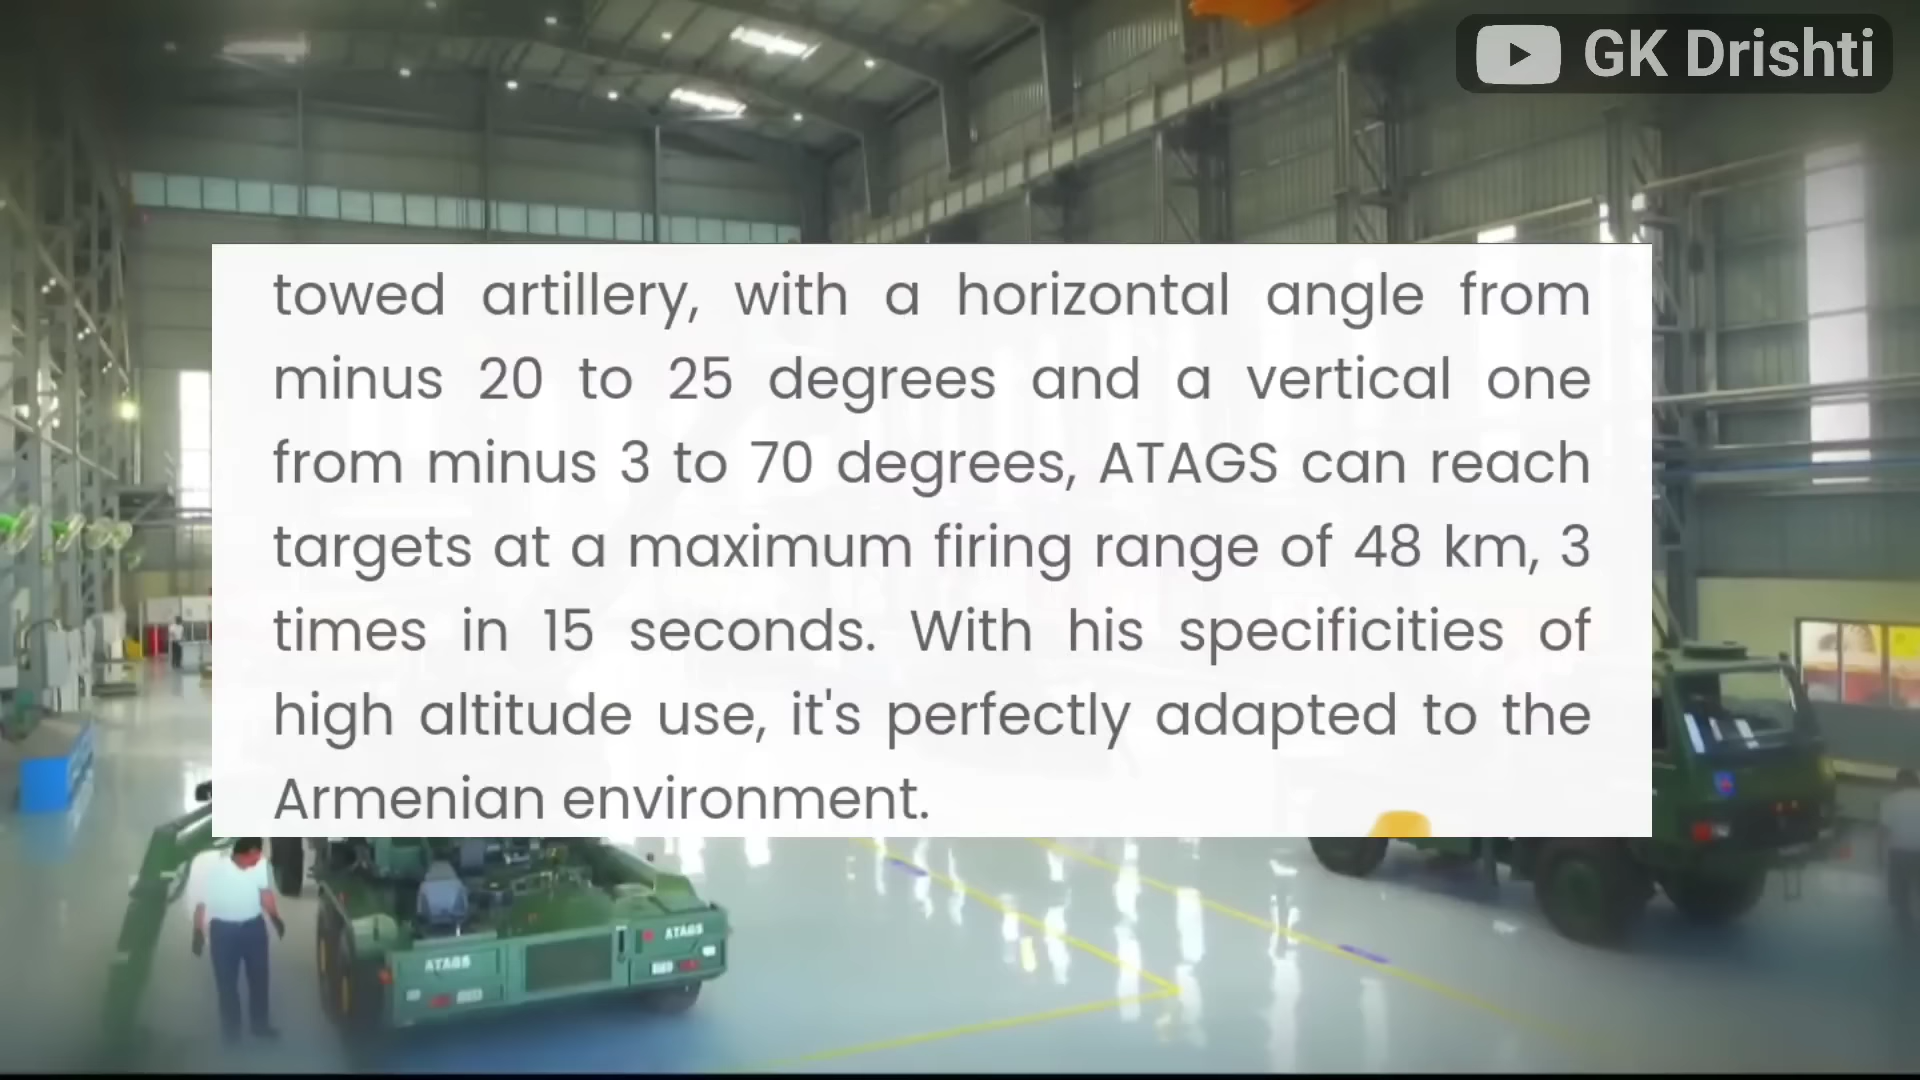 GK Drishti
towed artillery, with a horizontal angle from
minus 20 to 25 degrees and a vertical one
from minus 3 to 70 degrees, ATAGS can reach
targets at a maximum firing range of 48 km, 3
times in 15 seconds. With his specificities of
high altitude use, it's perfectly adapted to the
Armenian environment.
ATAGS
ATAGS